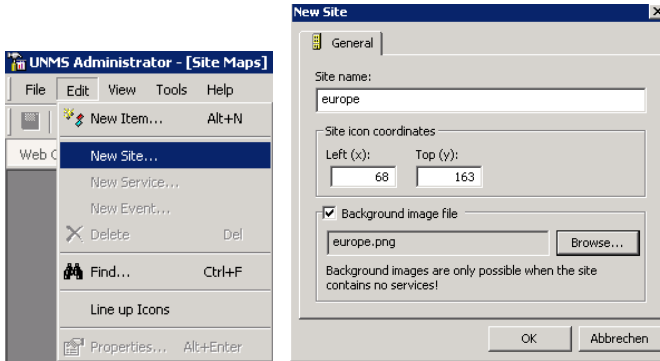 UNMS Administrator - [Site Maps]
File Edit View Tools Help
New Item... Alt+N
Web
New Site...
New Service...
New Event...
Delete Del
Find... Ctrl+F
Line up Icons
Properties... Alt+Enter
New Site
General
Site name:
europe
Site icon coordinates
Left (x): Top (y):
68 163
Background image file
europe.png Browse...
Background images are only possible when the site
contains no services!
OK Abbrechen